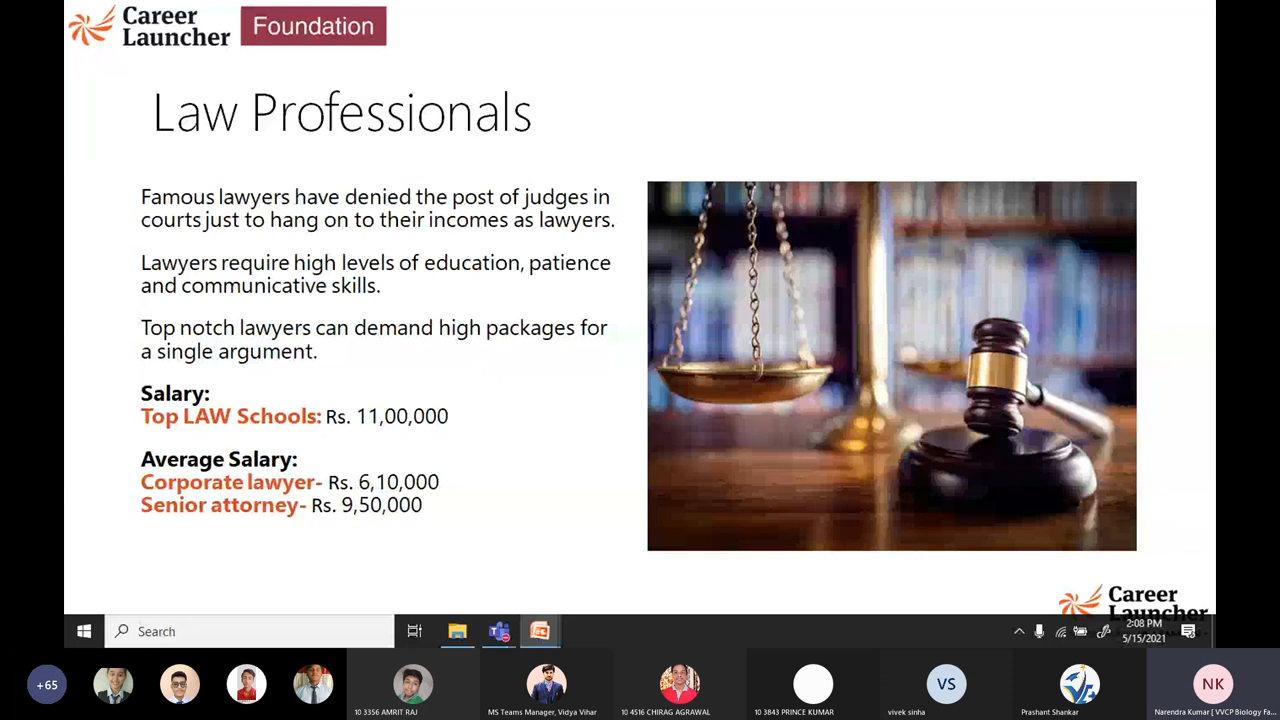 Career
Launcher
Foundation
Law Professionals
Famous lawyers have denied the post of judges in
courts just to hang on to their incomes as lawyers.
Lawyers require high levels of education, patience
and communicative skills.
Top notch lawyers can demand high packages for
a single argument.
Salary:
Top LAW Schools: Rs. 11,00,000
Average Salary:
Corporate lawyer- Rs. 6,10,000
Senior attorney- Rs. 9,50,000
Career
Launcher
Search
2:08 PM
5/15/2021
+65
10 3356 AMRIT RAJ
MS Teams Manager, Vidya Vihar
10 4516 CHIRAG AGRAWAL
10 3843 PRINCE KUMAR
VS
vivek sinha
Prashant Shankar
NK
Narendra Kumar [ VVCP Biology Fa...